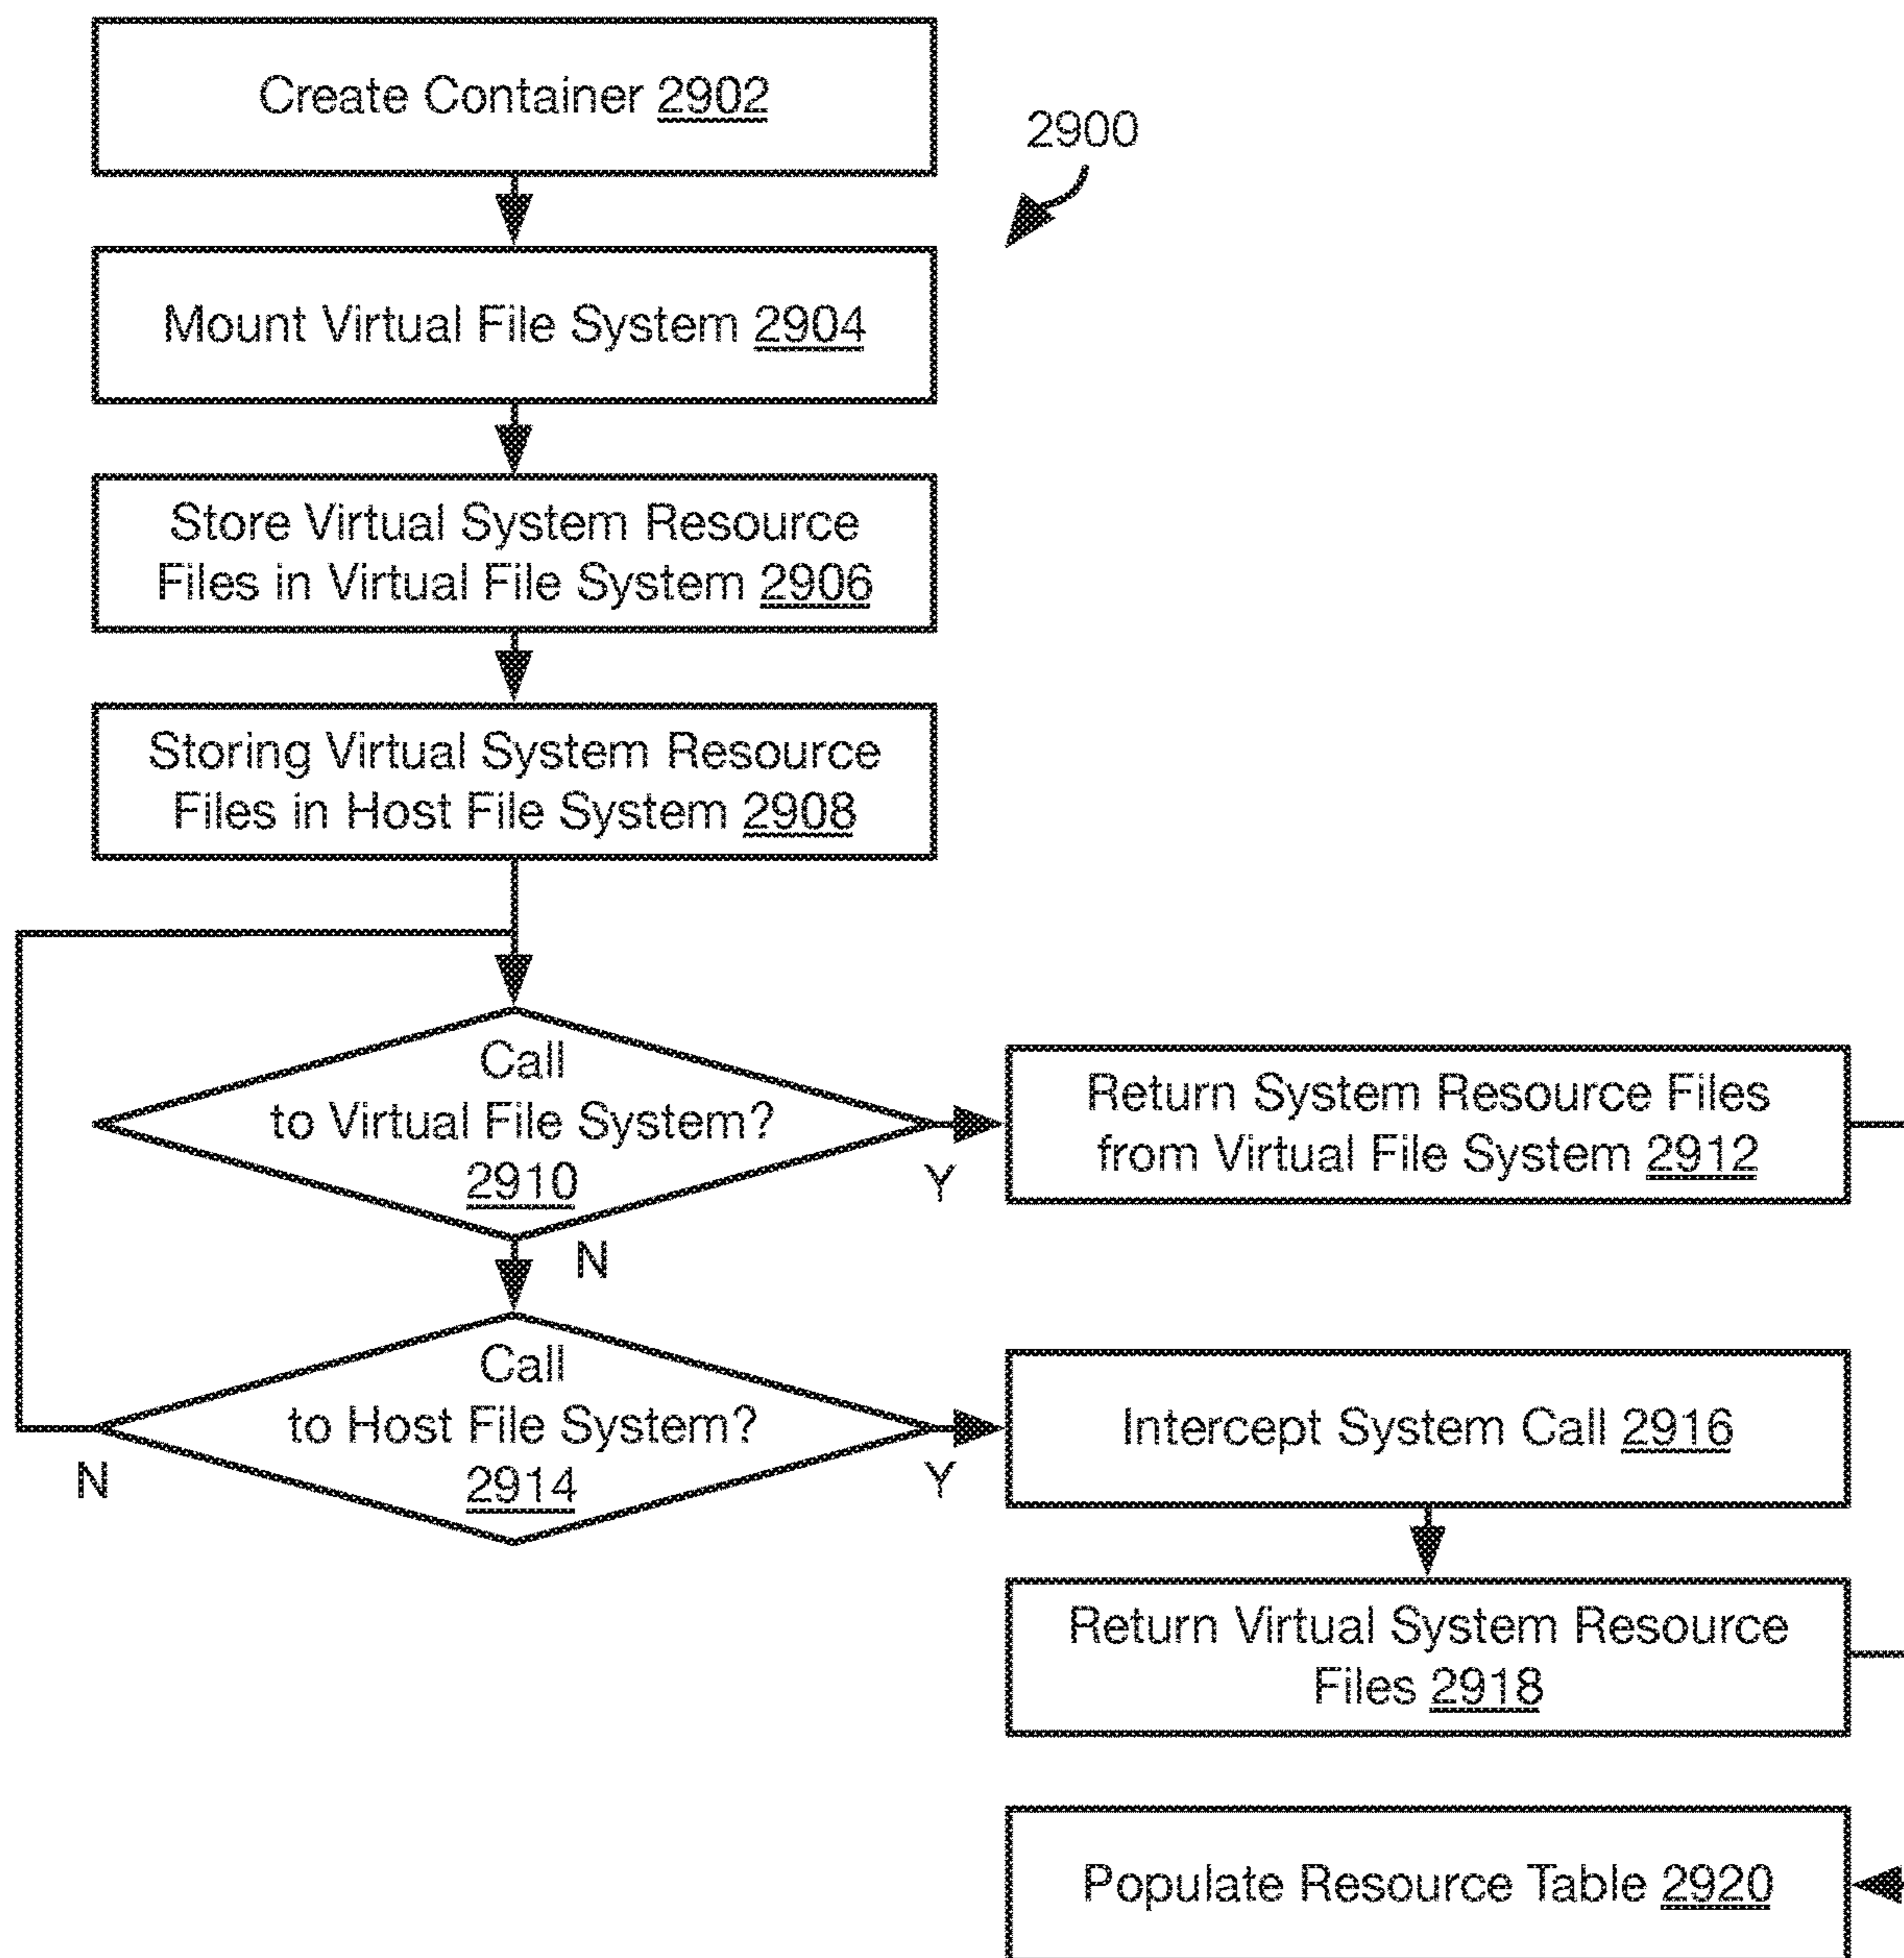 Create Container 2902
2900
Mount Virtual File System 2904
Store Virtual System Resource
Files in Virtual File System 2906
Storing Virtual System Resource
Files in Host File System 2908
Call
to Virtual File System?
2910
Y
N
Return System Resource Files
from Virtual File System 2912
Call
to Host File System?
2914
N
Y
Intercept System Call 2916
Return Virtual System Resource
Files 2918
Populate Resource Table 2920